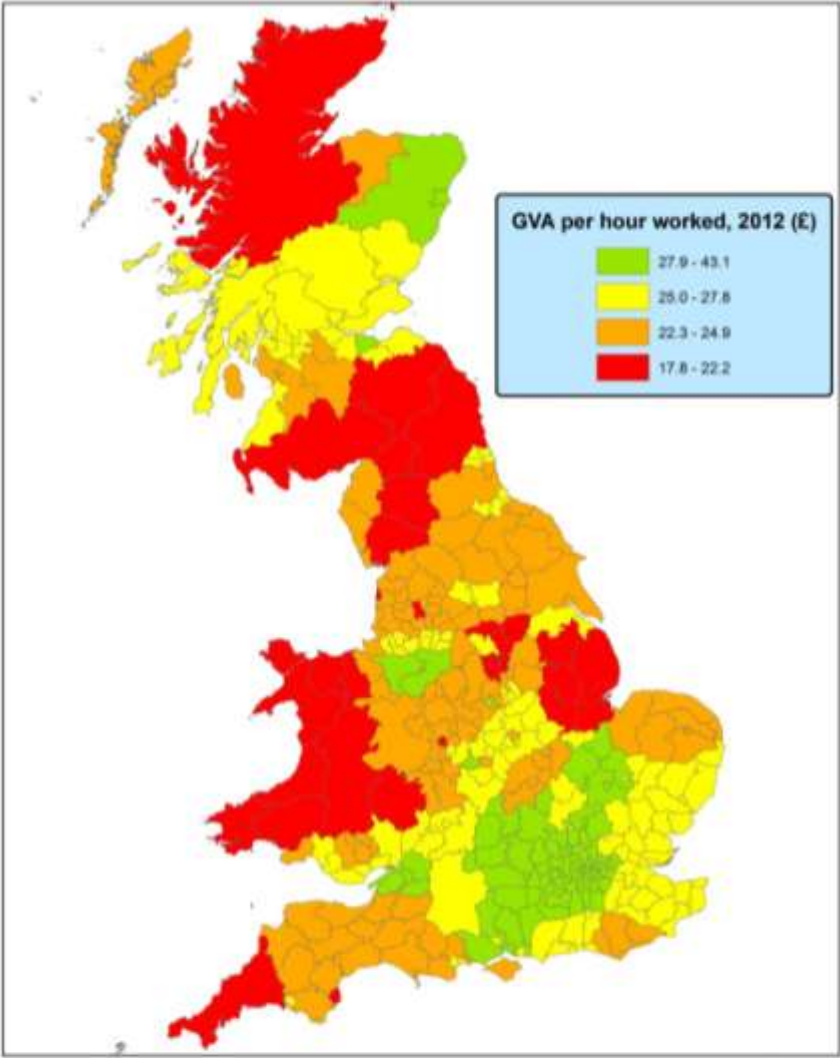 GVA per hour worked, 2012 (£)
27.9 - 43.1
25.0 - 27.8
22.3 - 24.9
17.8 - 22.2